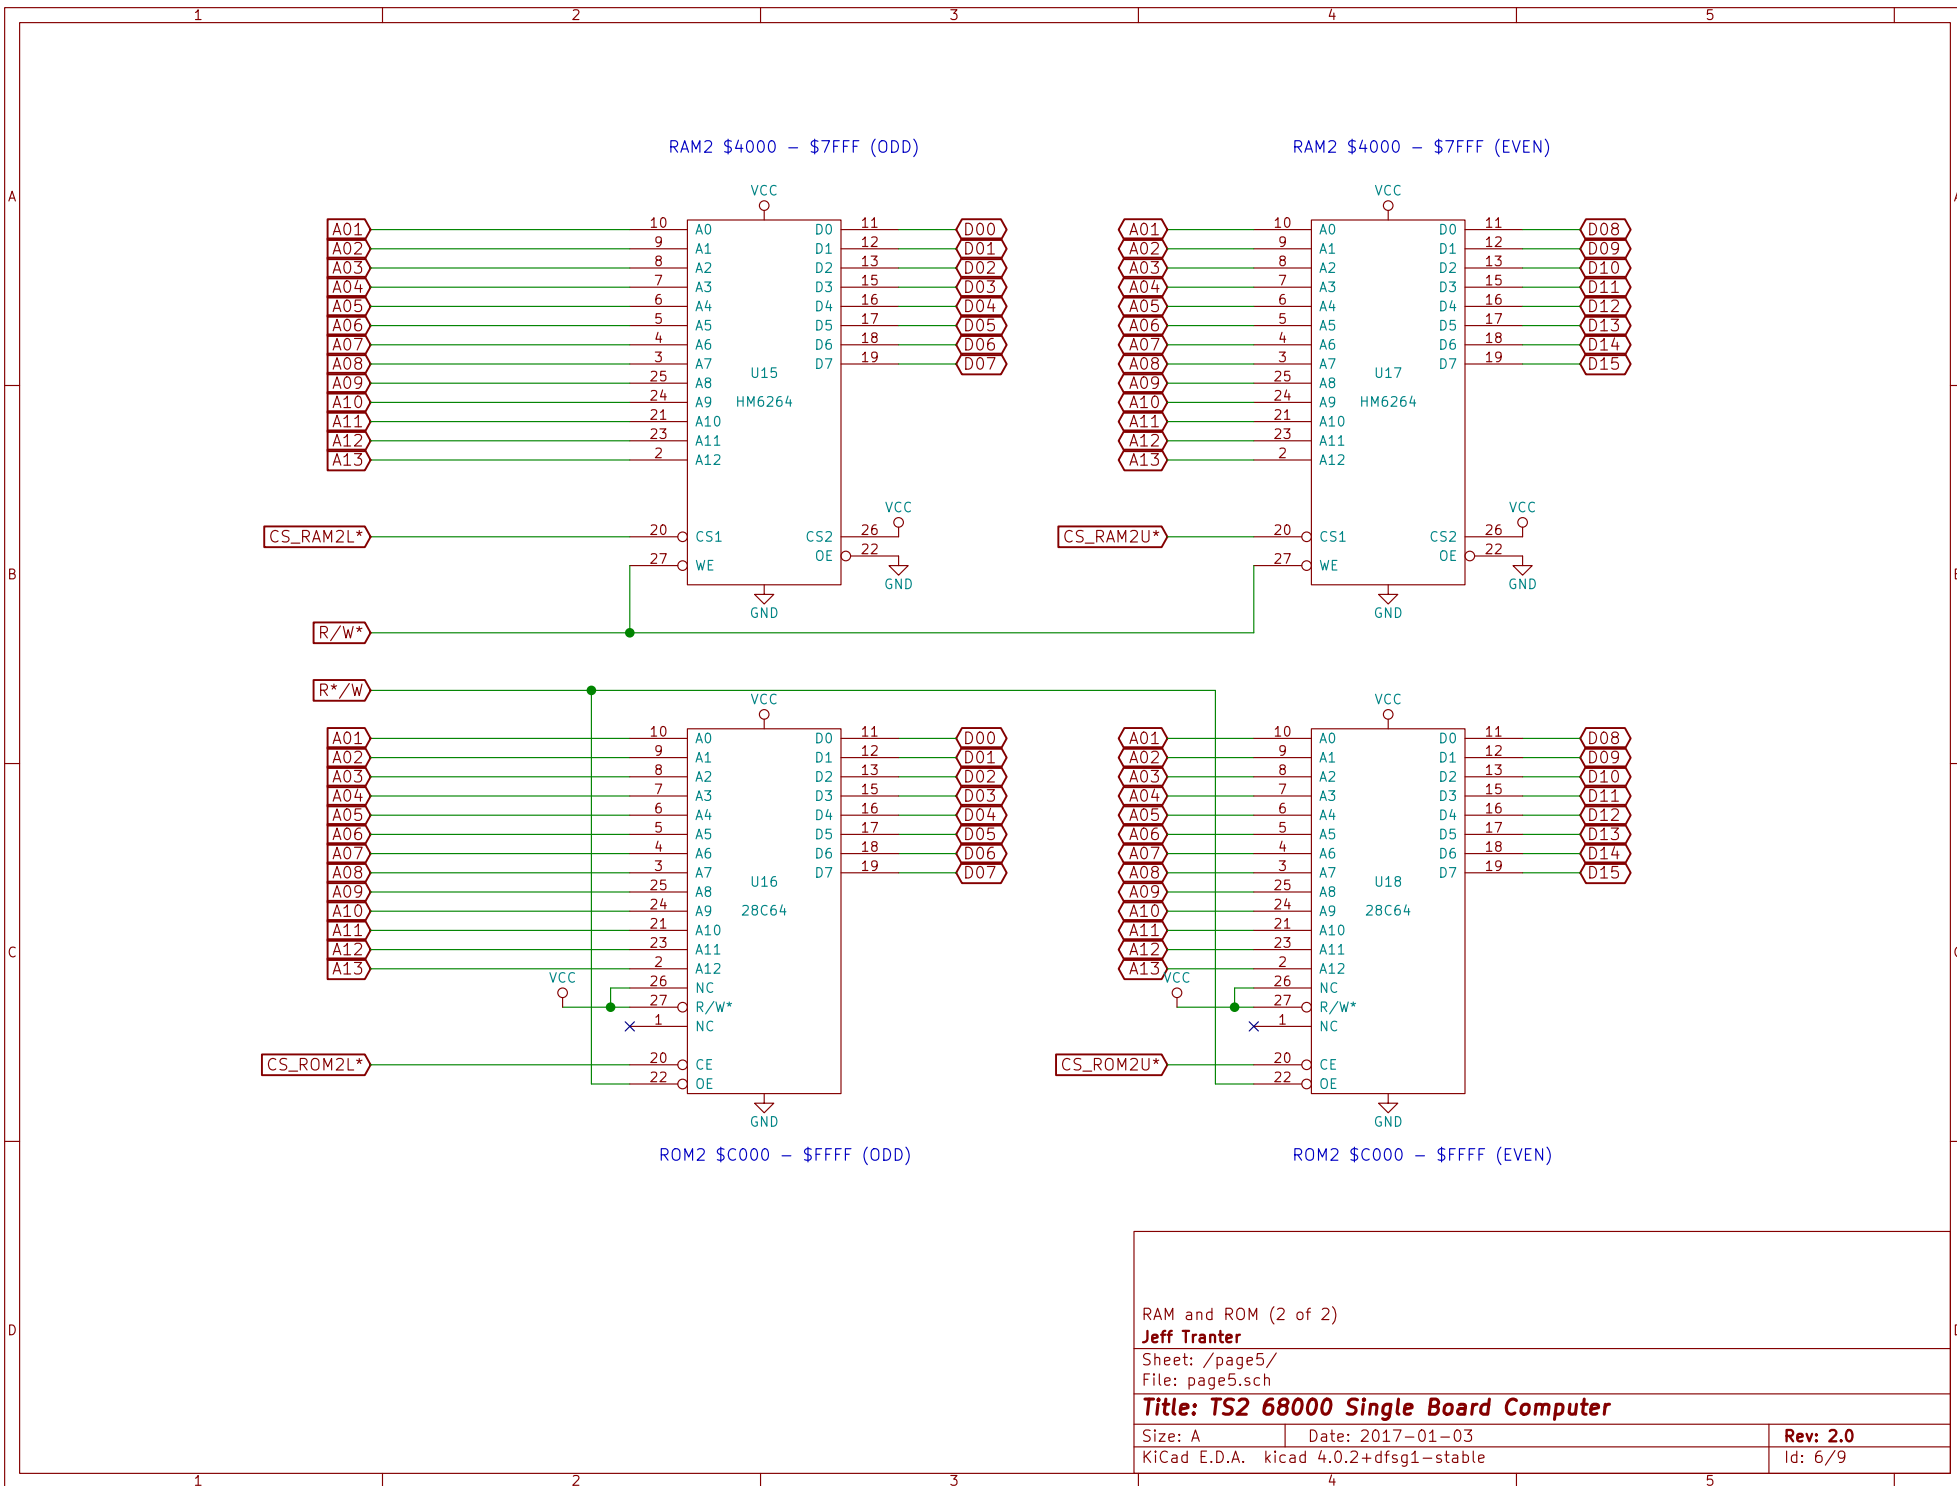 1 2 3 4 5
RAM2 $4000 - $7FFF (ODD) RAM2 $4000 - $7FFF (EVEN)
A VCC VCC
A01 10 A0 D0 11 D00 A01 10 A0 D0 11 D08
A02 9 A1 D1 12 D01 A02 9 A1 D1 12 D09
A03 8 A2 D2 13 D02 A03 8 A2 D2 13 D10
A04 7 A3 D3 15 D03 A04 7 A3 D3 15 D11
A05 6 A4 D4 16 D04 A05 6 A4 D4 16 D12
A06 5 A5 D5 17 D05 A06 5 A5 D5 17 D13
A07 4 A6 D6 18 D06 A07 4 A6 D6 18 D14
A08 3 A7 D7 19 D07 A08 3 A7 D7 19 D15
U15 U17
A09 25 A8 A09 25 A8
A10 24 A9 HM6264 A10 24 A9 HM6264
A11 21 A10 A11 21 A10
A12 23 A11 A12 23 A11
A13 2 A12 A13 2 A12
VCC VCC
CS_RAM2L* 20 CS1 CS2 26 CS_RAM2U* 20 CS1 CS2 26
OE 22 OE 22
B 27 WE GND 27 WE GND
GND GND
R/W*
R*/W
VCC VCC
A01 10 A0 D0 11 D00 A01 10 A0 D0 11 D08
A02 9 A1 D1 12 D01 A02 9 A1 D1 12 D09
A03 8 A2 D2 13 D02 A03 8 A2 D2 13 D10
A04 7 A3 D3 15 D03 A04 7 A3 D3 15 D11
A05 6 A4 D4 16 D04 A05 6 A4 D4 16 D12
A06 5 A5 D5 17 D05 A06 5 A5 D5 17 D13
A07 4 A6 D6 18 D06 A07 4 A6 D6 18 D14
A08 3 A7 D7 19 D07 A08 3 A7 D7 19 D15
U16 U18
A09 25 A8 A09 25 A8
A10 24 A9 28C64 A10 24 A9 28C64
A11 21 A10 A11 21 A10
C A12 23 A11 A12 23 A11
A13 2 A12 A13 2 A12
VCC 26 NC VCC 26 NC
27 R/W* 27 R/W*
1 NC 1 NC
CS_ROM2L* 20 CE CS_ROM2U* 20 CE
22 OE 22 OE
GND GND
ROM2 $C000 - $FFFF (ODD) ROM2 $C000 - $FFFF (EVEN)
RAM and ROM (2 of 2)
D Jeff Tranter
Sheet: /page5/
File: page5.sch
Title: TS2 68000 Single Board Computer
Size: A Date: 2017-01-03 Rev: 2.0
KiCad E.D.A. kicad 4.0.2+dfsg1-stable Id: 6/9
1 2 3 4 5